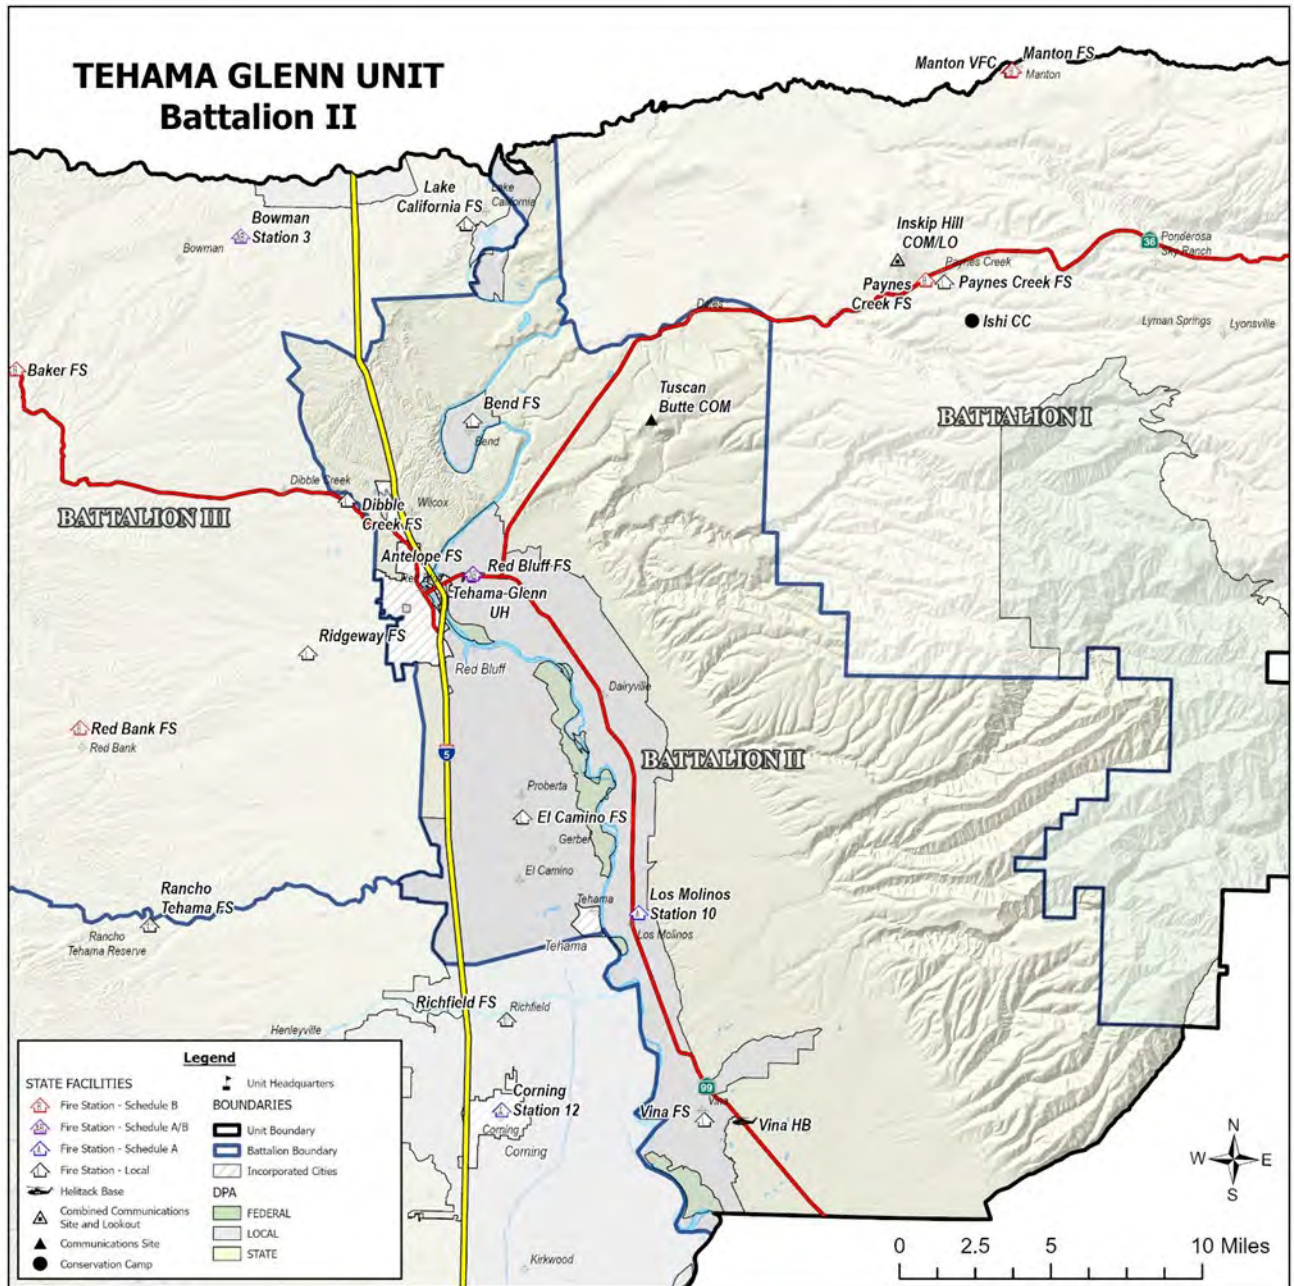 TEHAMA GLENN UNIT
Battalion II
Manton VFC
Manton FS
Manton
Lake
California FS
Lake
California
Bowman
Station 3
Bowman
Inskip Hill
COM/LO
Paynes Creek
Paynes
Creek FS
Paynes Creek FS
36
Ponderosa
Sky Ranch
Ishi CC
Lyman Springs
Lyonsville
Dales
Baker FS
Tuscan
Butte COM
Bend FS
Bend
BATTALION I
Dibble Creek
Dibble
Creek FS
Wilcox
BATTALION III
Antelope FS
Red Bluff FS
Tehama-Glenn
UH
Ridgeway FS
Red Bluff
Dairyville
Red Bank FS
Red Bank
5
BATTALION II
Proberta
El Camino FS
Gerber
El Camino
Rancho
Tehama FS
Rancho
Tehama Reserve
Tehama
Tehama
Los Molinos
Station 10
Los Molinos
Richfield FS
Richfield
Henleyville
Corning
Station 12
Corning
Corning
99
Vina
Vina FS
Vina HB
Kirkwood
Legend
STATE FACILITIES
Fire Station - Schedule B
Fire Station - Schedule A/B
Fire Station - Schedule A
Fire Station - Local
Helitack Base
Combined Communications
Site and Lookout
Communications Site
Conservation Camp
Unit Headquarters
BOUNDARIES
Unit Boundary
Battalion Boundary
Incorporated Cities
DPA
FEDERAL
LOCAL
STATE
N
W
E
S
0
2.5
5
10 Miles